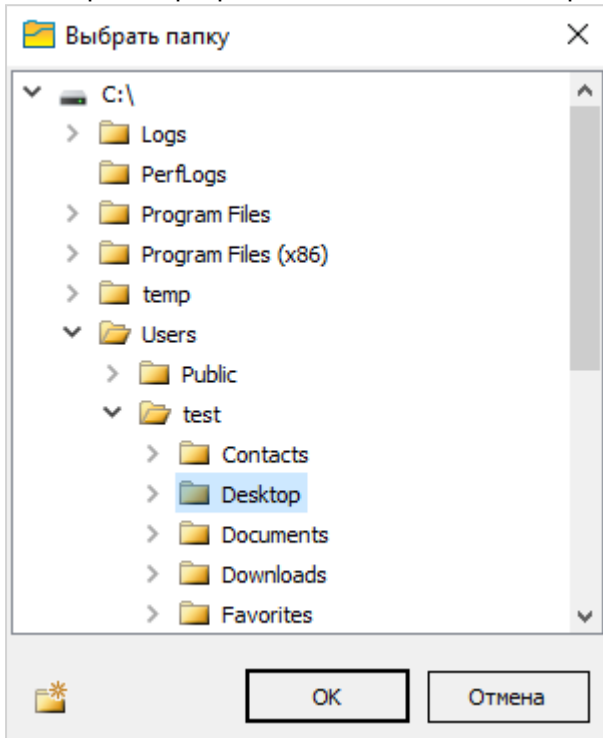 Выбрать папку
C:\
Logs
PerfLogs
Program Files
Program Files (x86)
temp
Users
Public
test
Contacts
Desktop
Documents
Downloads
Favorites
OK
Отмена